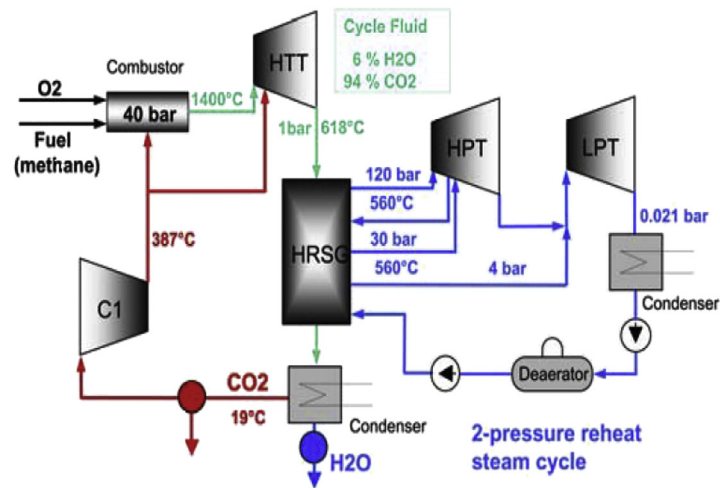 Cycle Fluid
6 % H2O
94 % CO2
HTT
Combustor
O2
1400°C
40 bar
Fuel
(methane)
1bar
618°C
HPT
LPT
120 bar
560°C
0.021 bar
387°C
HRSG
30 bar
560°C
4 bar
C1
Condenser
Deaerator
CO2
19°C
Condenser
H2O
2-pressure reheat
steam cycle